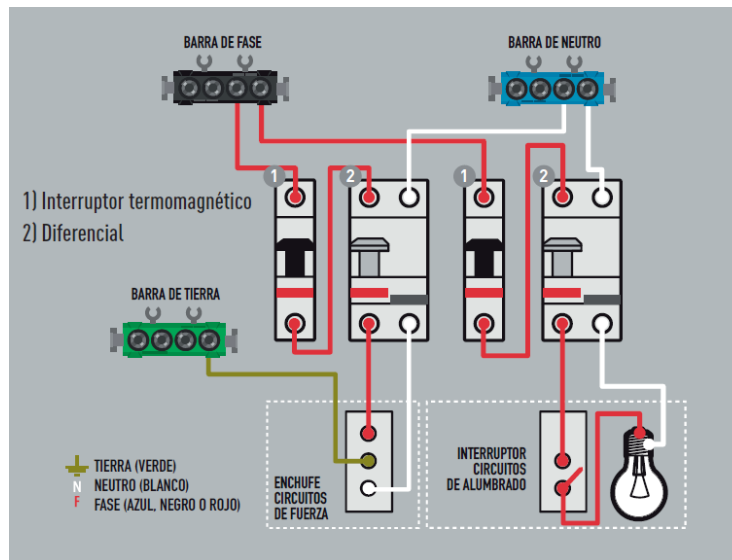 BARRA DE FASE
BARRA DE NEUTRO
1
2
1
2
1) Interruptor termomagnético
2) Diferencial
BARRA DE TIERRA
TIERRA (VERDE)
N NEUTRO (BLANCO)
F FASE (AZUL, NEGRO O ROJO)
ENCHUFE
CIRCUITOS
DE FUERZA
INTERRUPTOR
CIRCUITOS
DE ALUMBRADO